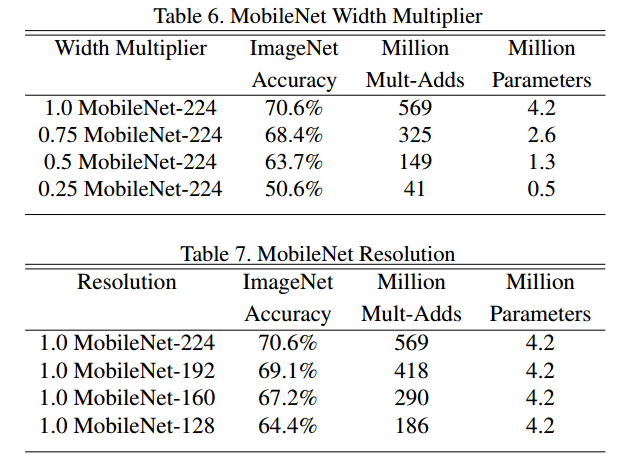 Table 6. MobileNet Width Multiplier
Width Multiplier ImageNet Million Million
Accuracy Mult-Adds Parameters
1.0 MobileNet-224 70.6% 569 4.2
0.75 MobileNet-224 68.4% 325 2.6
0.5 MobileNet-224 63.7% 149 1.3
0.25 MobileNet-224 50.6% 41 0.5
Table 7. MobileNet Resolution
Resolution ImageNet Million Million
Accuracy Mult-Adds Parameters
1.0 MobileNet-224 70.6% 569 4.2
1.0 MobileNet-192 69.1% 418 4.2
1.0 MobileNet-160 67.2% 290 4.2
1.0 MobileNet-128 64.4% 186 4.2